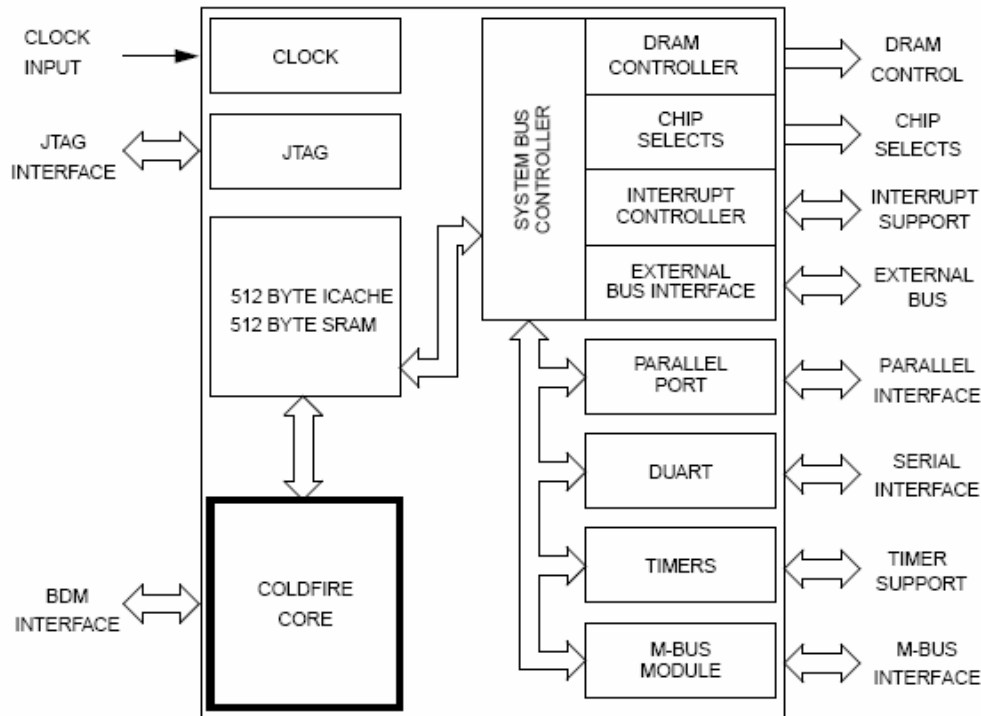 CLOCK
INPUT
CLOCK
JTAG
INTERFACE
JTAG
512 BYTE ICACHE
512 BYTE SRAM
BDM
INTERFACE
COLDFIRE
CORE
SYSTEM BUS
CONTROLLER
DRAM
CONTROLLER
DRAM
CONTROL
CHIP
SELECTS
CHIP
SELECTS
INTERRUPT
CONTROLLER
INTERRUPT
SUPPORT
EXTERNAL
BUS INTERFACE
EXTERNAL
BUS
PARALLEL
PORT
PARALLEL
INTERFACE
DUART
SERIAL
INTERFACE
TIMERS
TIMER
SUPPORT
M-BUS
MODULE
M-BUS
INTERFACE